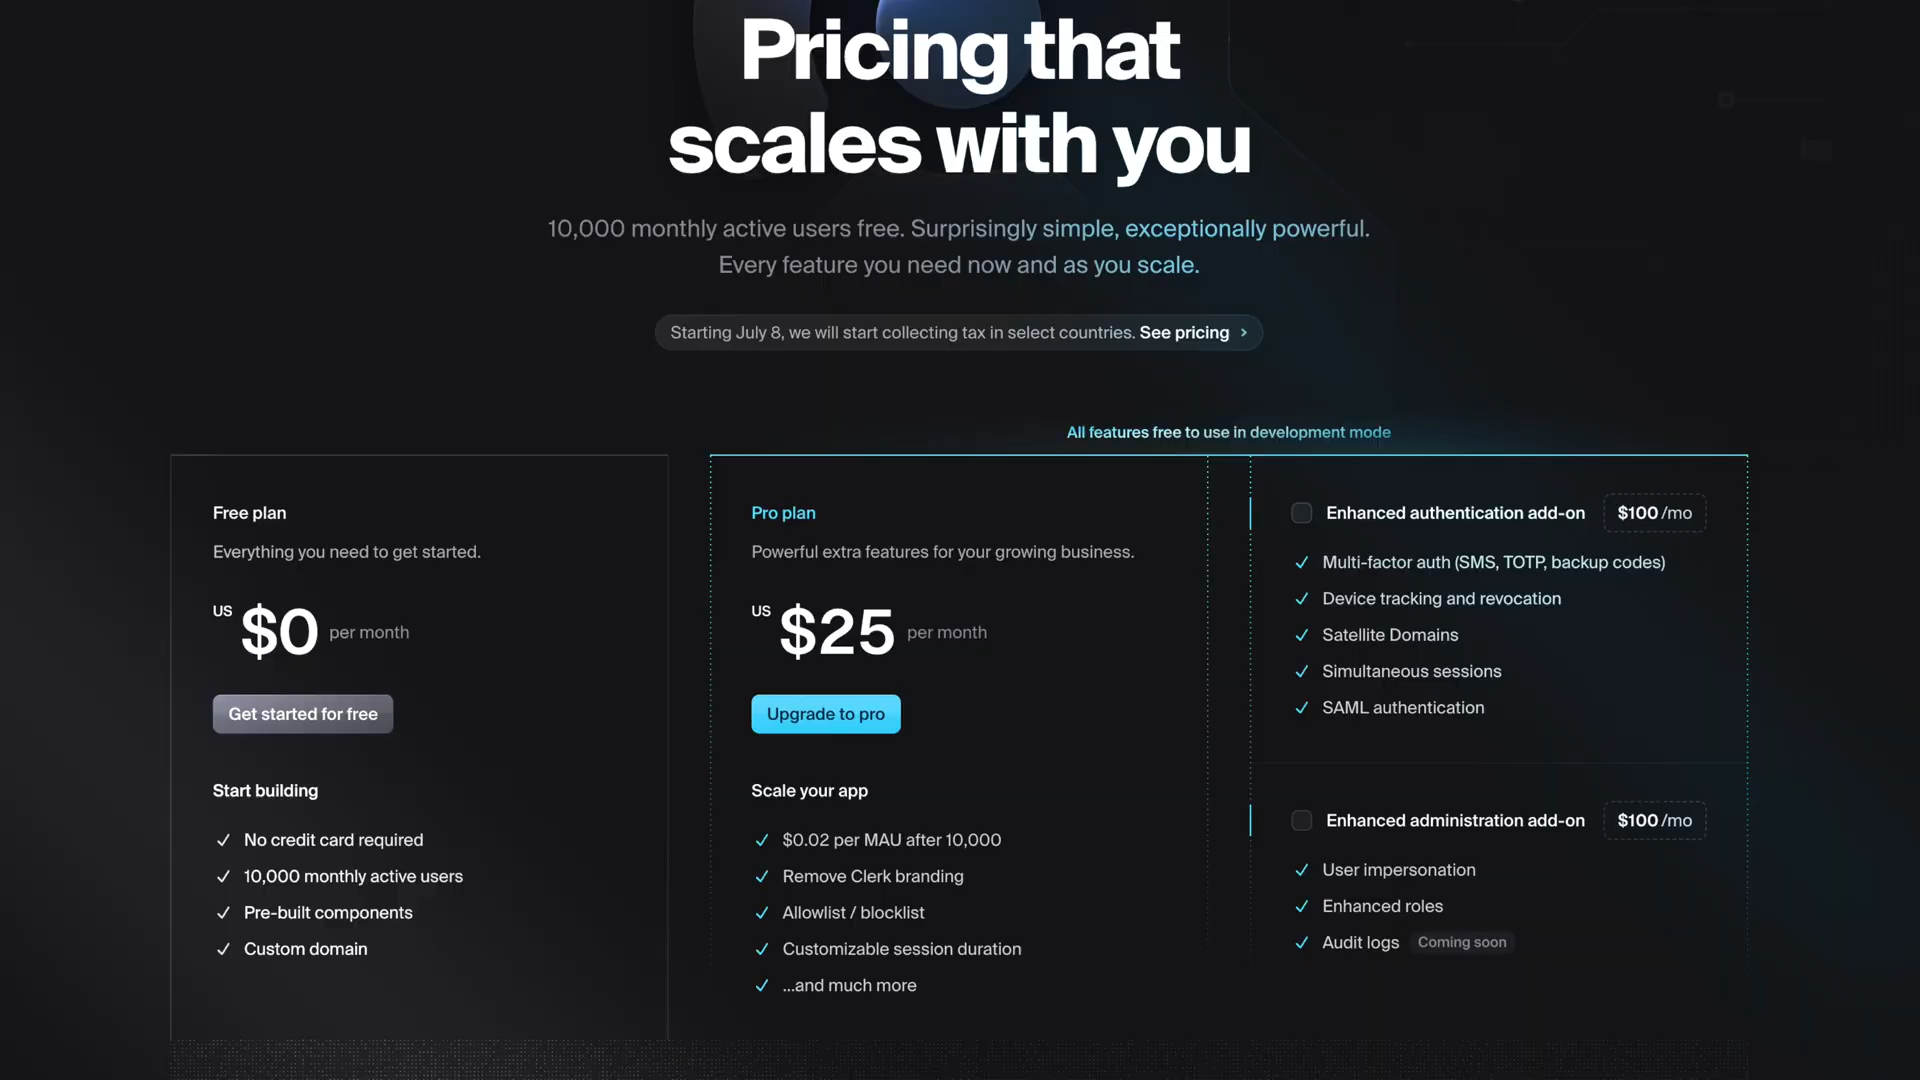 Pricing that
scales with you
10,000 monthly active users free. Surprisingly simple, exceptionally powerful.
Every feature you need now and as you scale.
Starting July 8, we will start collecting tax in select countries. See pricing
All features free to use in development mode
Free plan
Everything you need to get started.
US $0 per month
Get started for free
Start building
No credit card required
10,000 monthly active users
Pre-built components
Custom domain
Pro plan
Powerful extra features for your growing business.
US $25 per month
Upgrade to pro
Scale your app
$0.02 per MAU after 10,000
Remove Clerk branding
Allowlist / blocklist
Customizable session duration
...and much more
Enhanced authentication add-on $100/mo
Multi-factor auth (SMS, TOTP, backup codes)
Device tracking and revocation
Satellite Domains
Simultaneous sessions
SAML authentication
Enhanced administration add-on $100/mo
User impersonation
Enhanced roles
Audit logs Coming soon